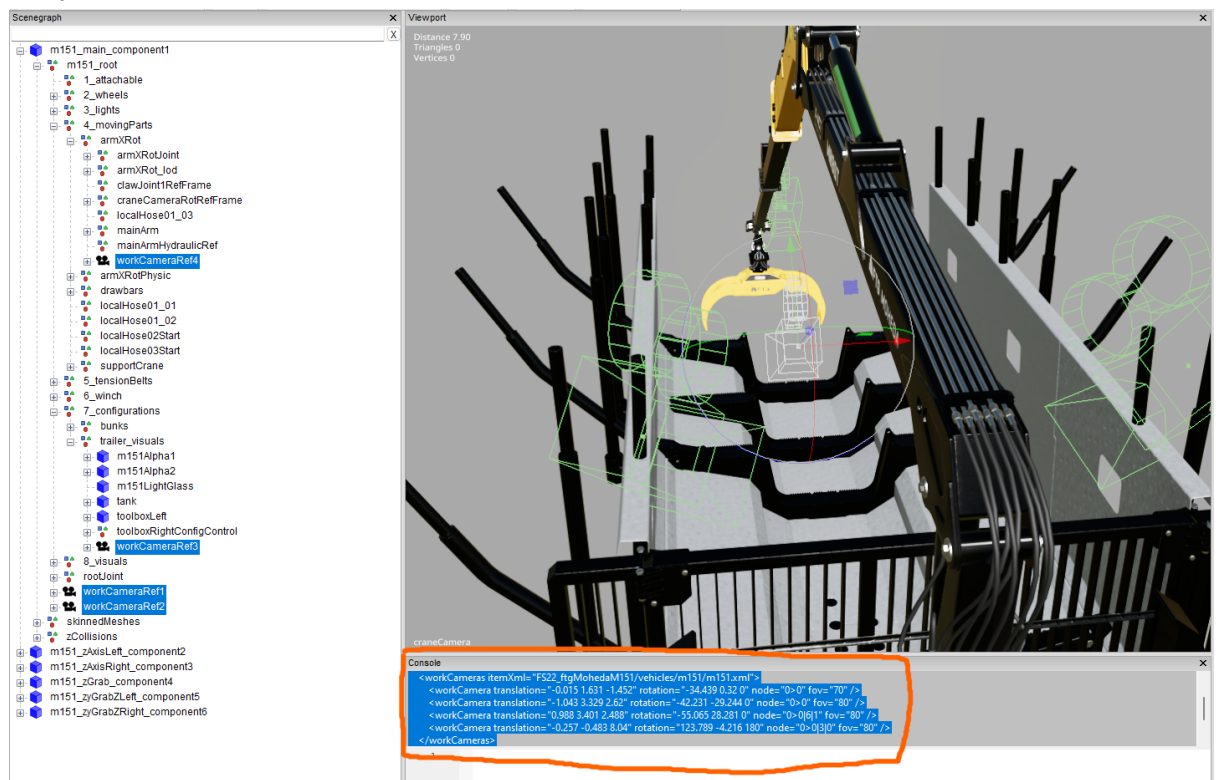 Scenegraph
X
m151_main_component1
m151_root
1_attachable
2_wheels
3_lights
4_movingParts
armXRot
armXRotJoint
armXRot_lod
clawJoint1RefFrame
craneCameraRotRefFrame
localHose01_03
mainArm
mainArmHydraulicRef
workCameraRef4
armXRotPhysic
drawbars
localHose01_01
localHose01_02
localHose02Start
localHose03Start
supportCrane
5_tensionBelts
6_winch
7_configurations
bunks
trailer_visuals
m151Alpha1
m151Alpha2
m151LightGlass
tank
toolboxLeft
toolboxRightConfigControl
workCameraRef3
8_visuals
rootJoint
workCameraRef1
workCameraRef2
skinnedMeshes
zCollisions
m151_zAxisLeft_component2
m151_zAxisRight_component3
m151_zGrab_component4
m151_zyGrabZLeft_component5
m151_zyGrabZRight_component6
Viewport
Distance 7.90
Triangles 0
Vertices 0
craneCamera
Console
<workCameras itemXml="FS22_ftgMohedaM151/vehicles/m151/m151.xml">
<workCamera translation="-0.015 1.631 -1.452" rotation="-34.439 0.32 0" node="0>0" fov="70" />
<workCamera translation="-1.043 3.329 2.62" rotation="-42.231 -29.244 0" node="0>0" fov="80" />
<workCamera translation="0.988 3.401 2.488" rotation="-55.065 28.281 0" node="0>0|6|1" fov="80" />
<workCamera translation="-0.257 -0.483 8.04" rotation="123.789 -4.216 180" node="0>0|3|0" fov="80" />
</workCameras>